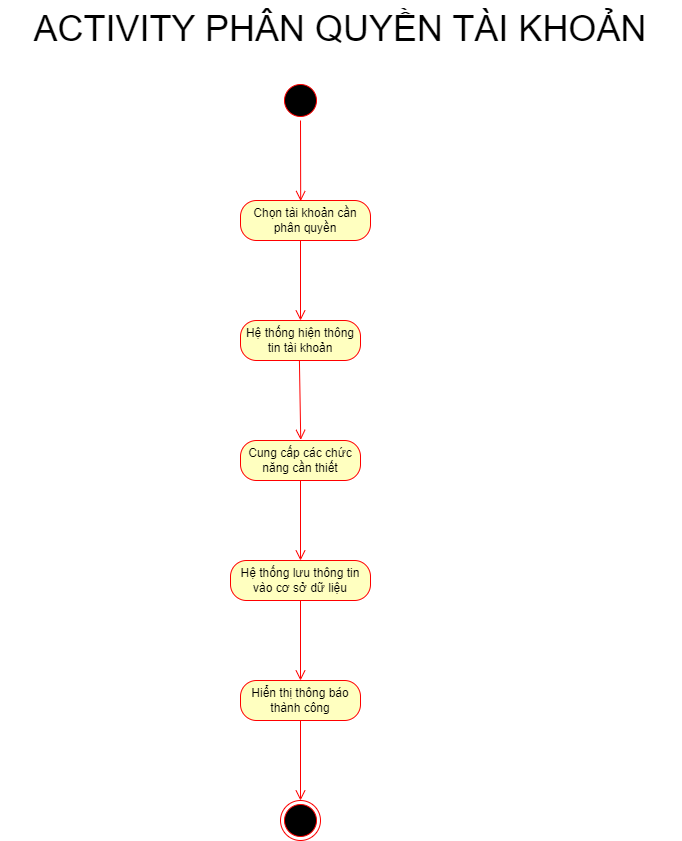 ACTIVITY PHÂN QUYỀN TÀI KHOẢN
Chọn tài khoản cần
phân quyền
Hệ thống hiện thông
tin tài khoản
Cung cấp các chức
năng cần thiết
Hệ thống lưu thông tin
vào cơ sở dữ liệu
Hiển thị thông báo
thành công